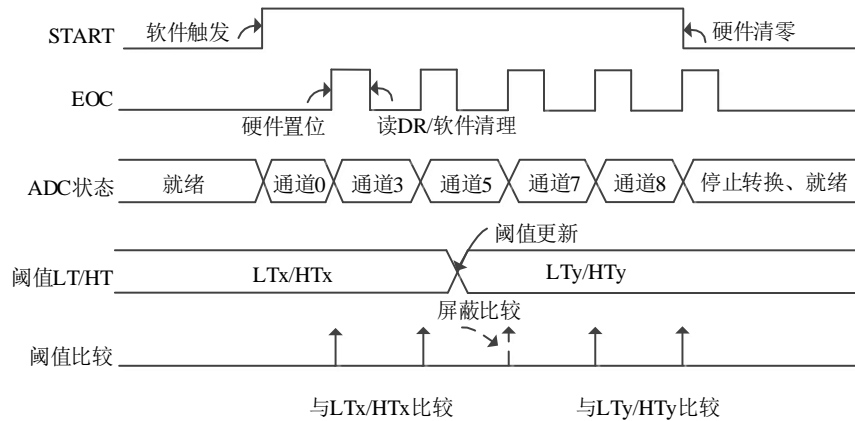 START
软件触发
硬件清零
EOC
硬件置位
读DR/软件清理
ADC状态
就绪
通道0
通道3
通道5
通道7
通道8
停止转换、就绪
阈值更新
阈值LT/HT
LTx/HTx
LTy/HTy
屏蔽比较
阈值比较
与LTx/HTx比较
与LTy/HTy比较